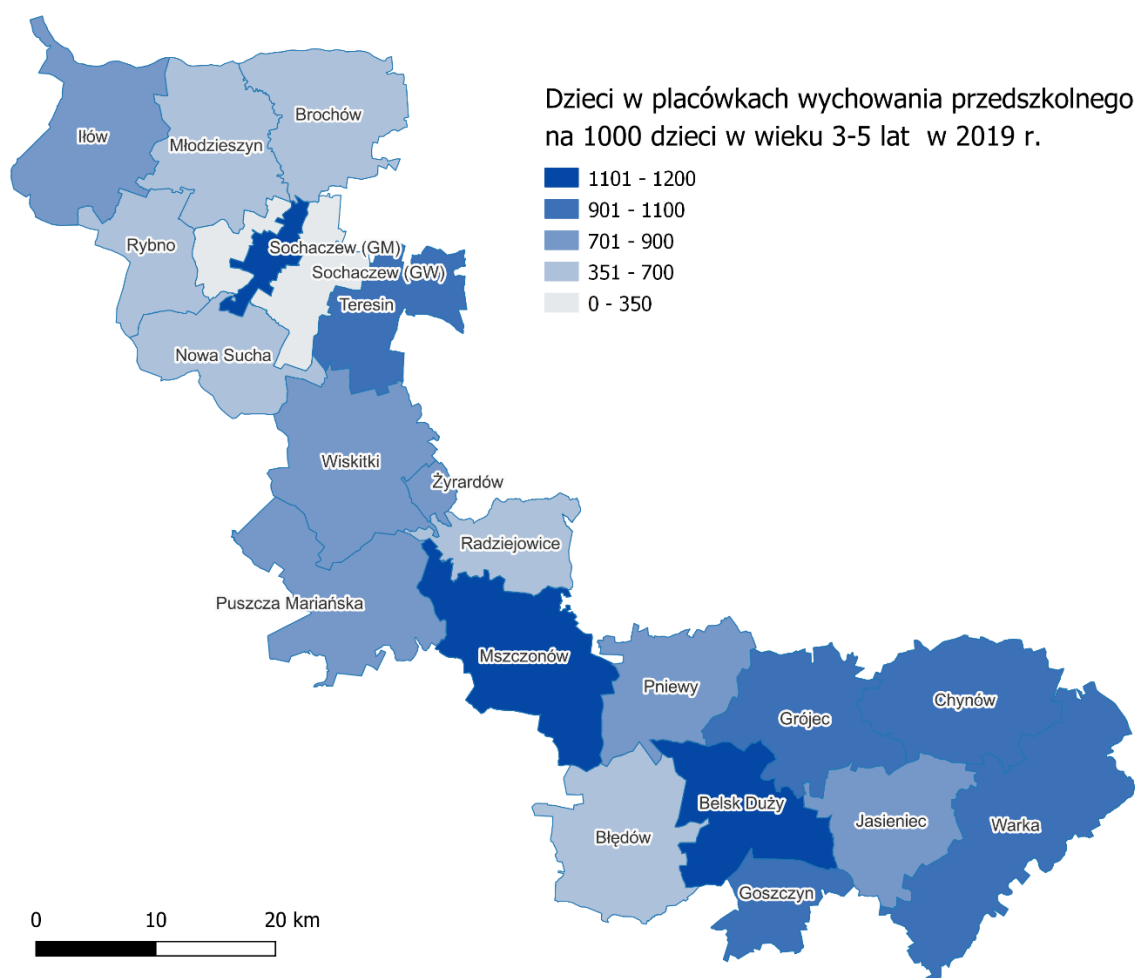 Dzieci w placówkach wychowania przedszkolnego
na 1000 dzieci w wieku 3-5 lat w 2019 r.
1101 - 1200
901 - 1100
701 - 900
351 - 700
0 - 350
Iłów
Młodzieszyn
Brochów
Rybno
Sochaczew (GM)
Sochaczew (GW)
Teresin
Nowa Sucha
Wiskitki
Żyrardów
Radziejowice
Puszcza Mariańska
Mszczonów
Pniewy
Grójec
Chynów
Belsk Duży
Błędów
Jasieniec
Warka
Goszczyn
0 10 20 km